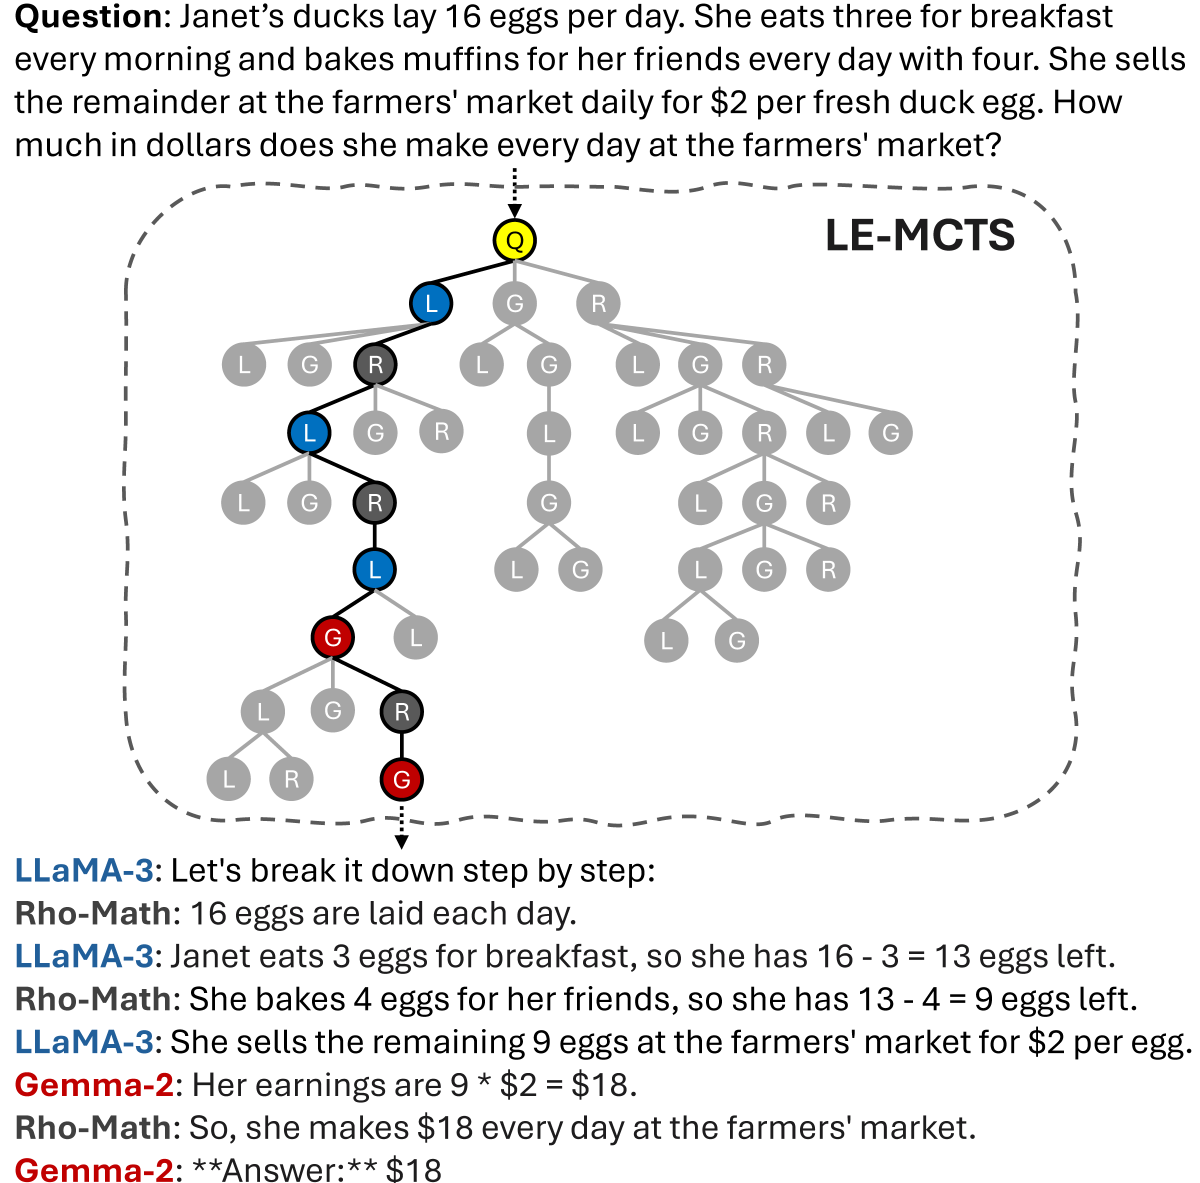 Question: Janet’s ducks lay 16 eggs per day. She eats three for breakfast
every morning and bakes muffins for her friends every day with four. She sells
the remainder at the farmers' market daily for $2 per fresh duck egg. How
much in dollars does she make every day at the farmers' market?
LE-MCTS
Q
L G R
L G R L G L G R
L G R L L G R L G
L G R G L G R
L L G L G R
G L L G
L G R
L R G
LLaMA-3: Let's break it down step by step:
Rho-Math: 16 eggs are laid each day.
LLaMA-3: Janet eats 3 eggs for breakfast, so she has 16 - 3 = 13 eggs left.
Rho-Math: She bakes 4 eggs for her friends, so she has 13 - 4 = 9 eggs left.
LLaMA-3: She sells the remaining 9 eggs at the farmers' market for $2 per egg.
Gemma-2: Her earnings are 9 * $2 = $18.
Rho-Math: So, she makes $18 every day at the farmers' market.
Gemma-2: **Answer:** $18